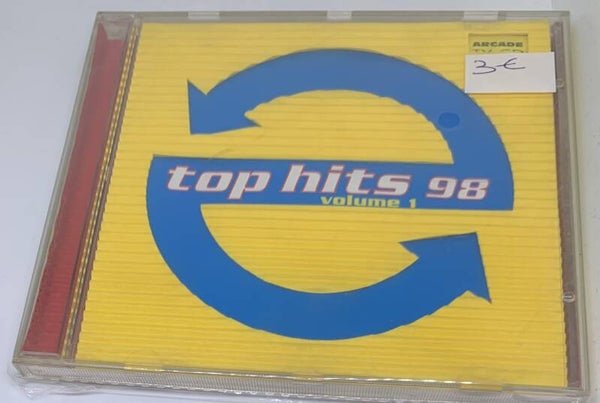 ARCADE
3€
top hits 98
volume 1